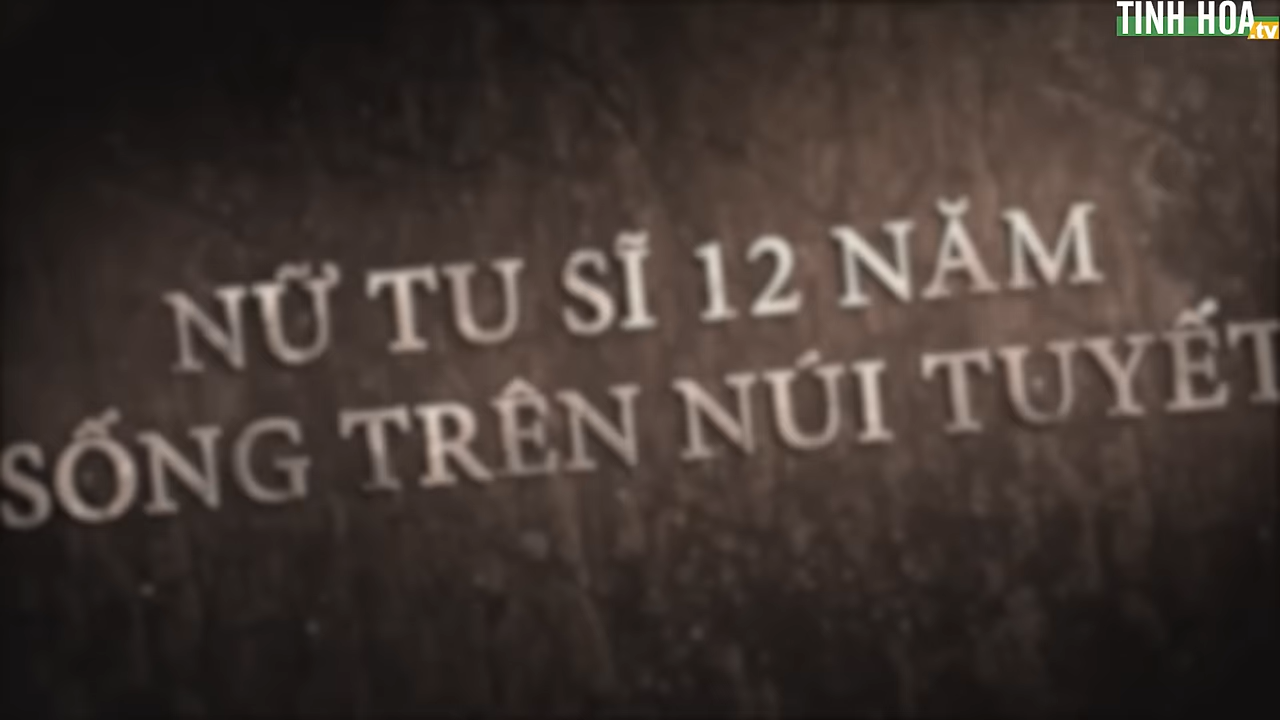 TINH HOA
.tv
NỮ TU SĨ 12 NĂM
SỐNG TRÊN NÚI TUYẾT